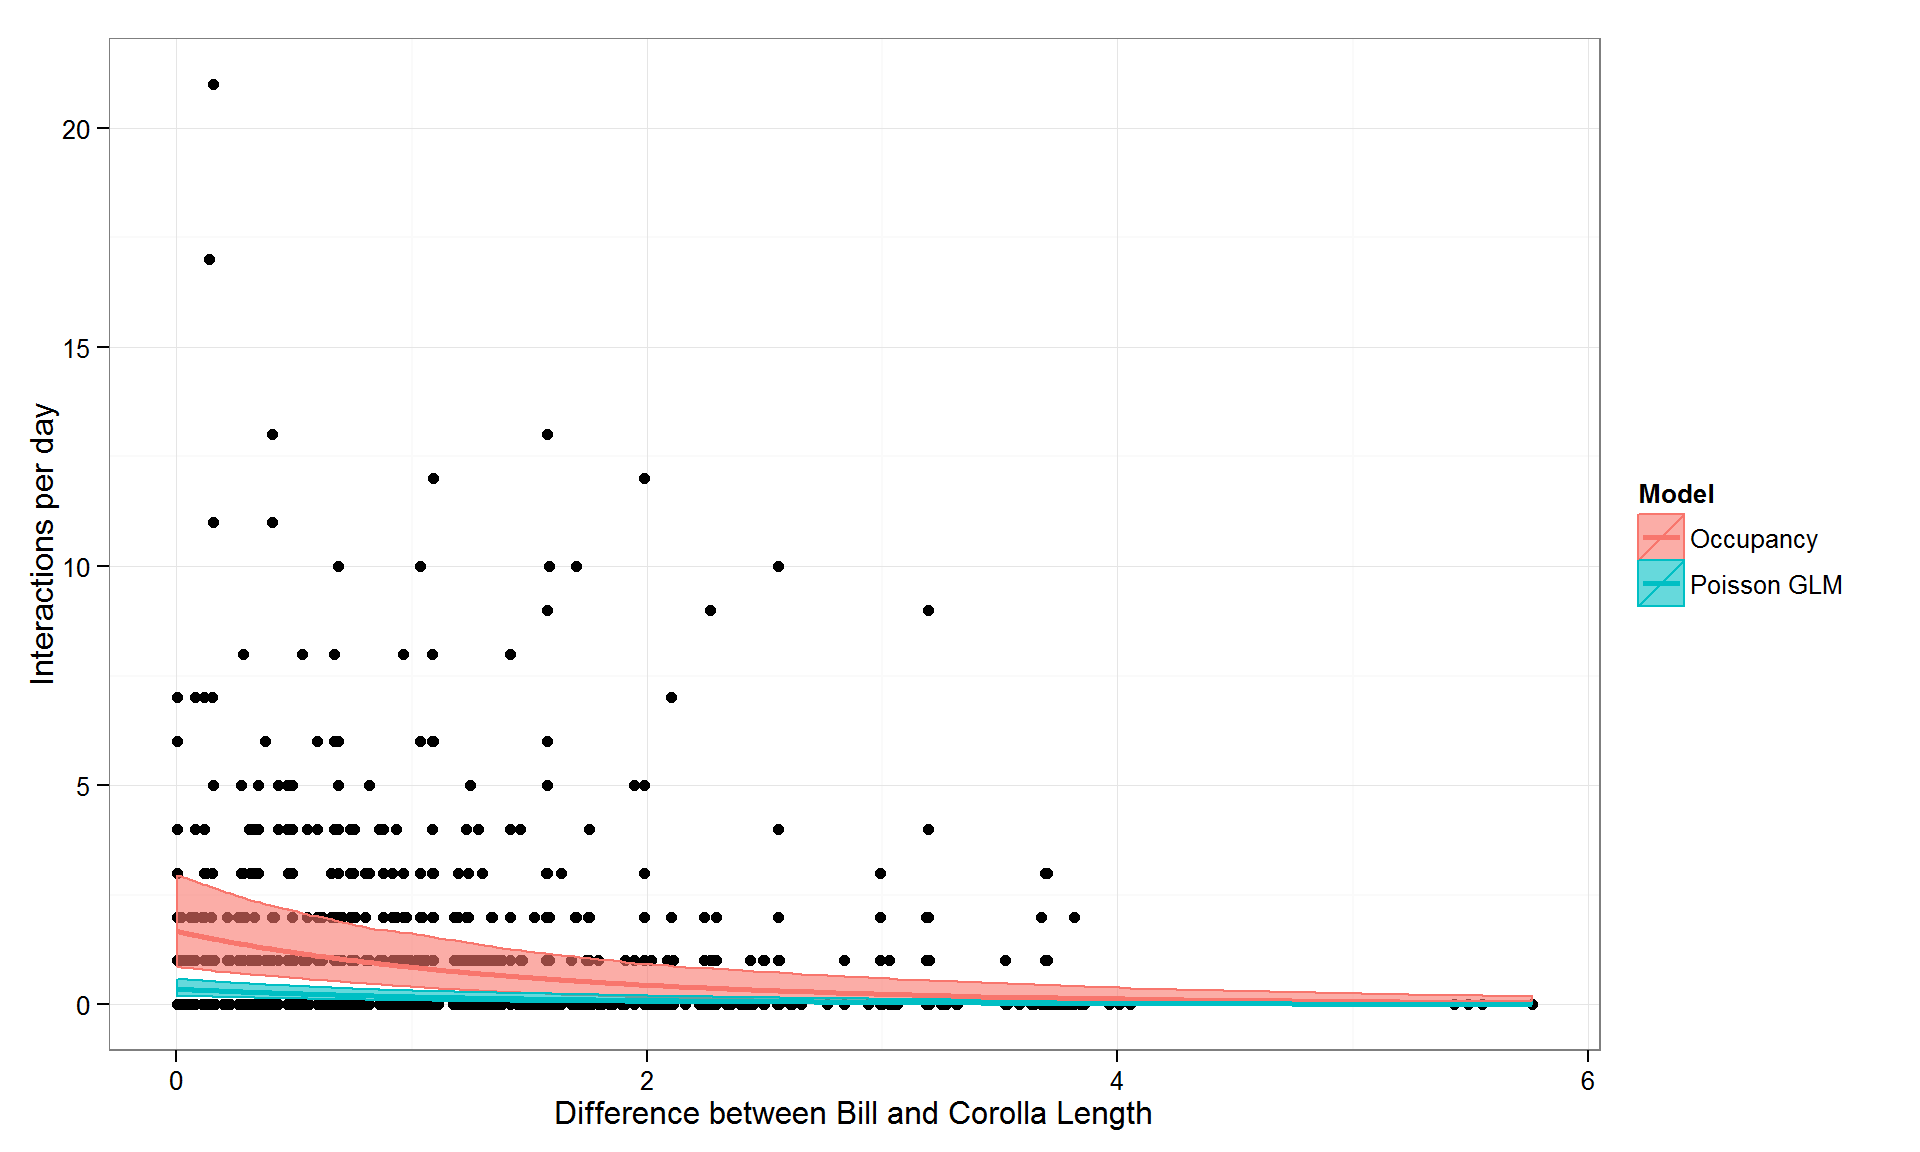 20
15
10
5
0
Interactions per day
0 2 4 6
Difference between Bill and Corolla Length
Model
Occupancy
Poisson GLM